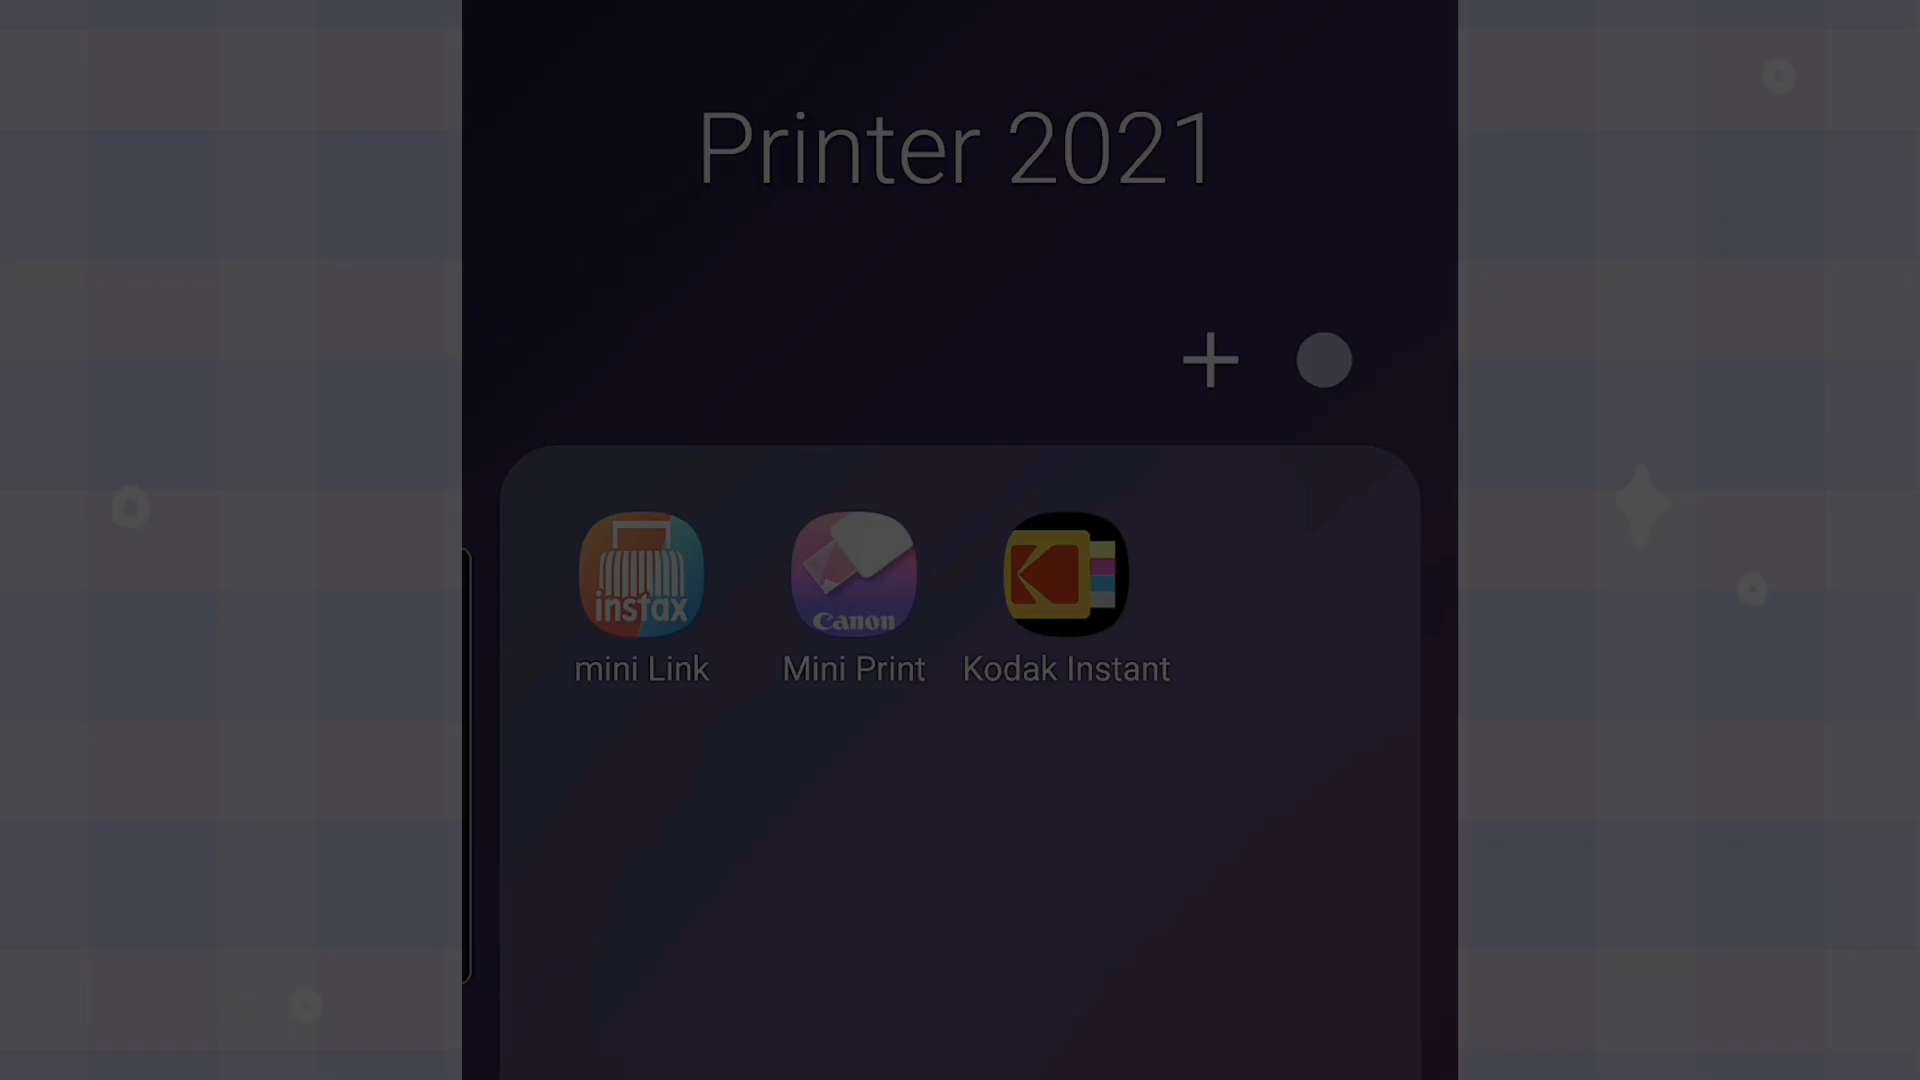 Printer 2021
instax
Canon
mini Link
Mini Print
Kodak Instant